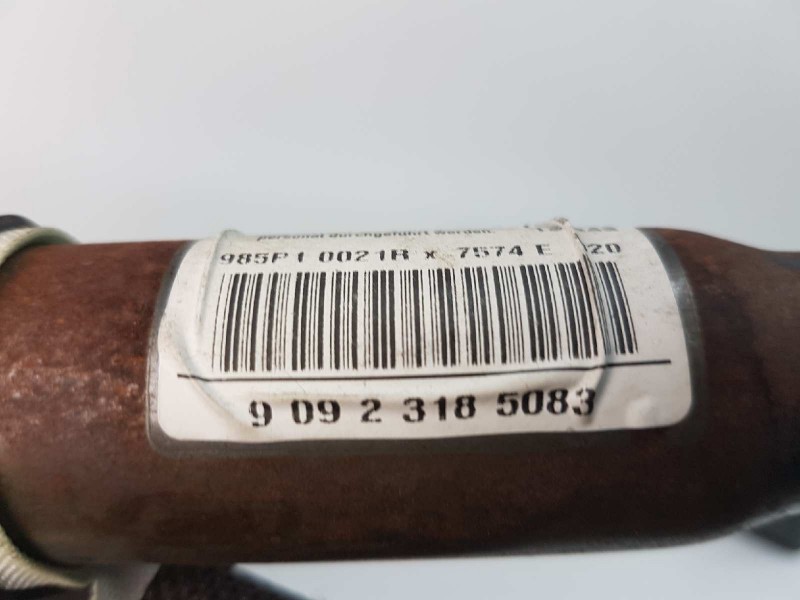 personal durchgeführt werden
985P1 0021R x 7574 E 20
9 09 2 318 5083